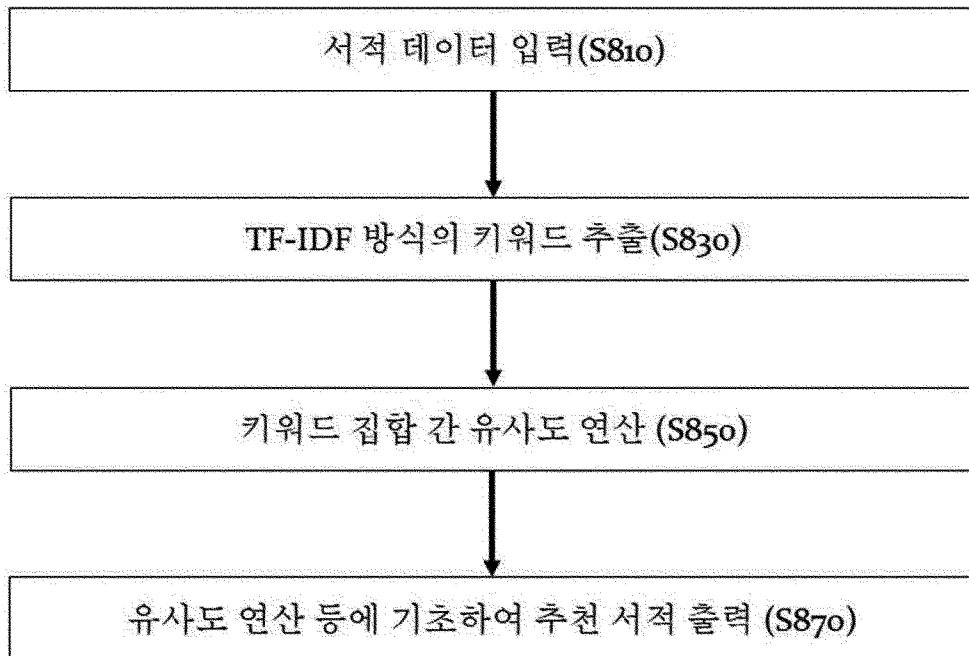 서적 데이터 입력(S810)
TF-IDF 방식의 키워드 추출(S830)
키워드 집합 간 유사도 연산 (S850)
유사도 연산 등에 기초하여 추천 서적 출력 (S870)